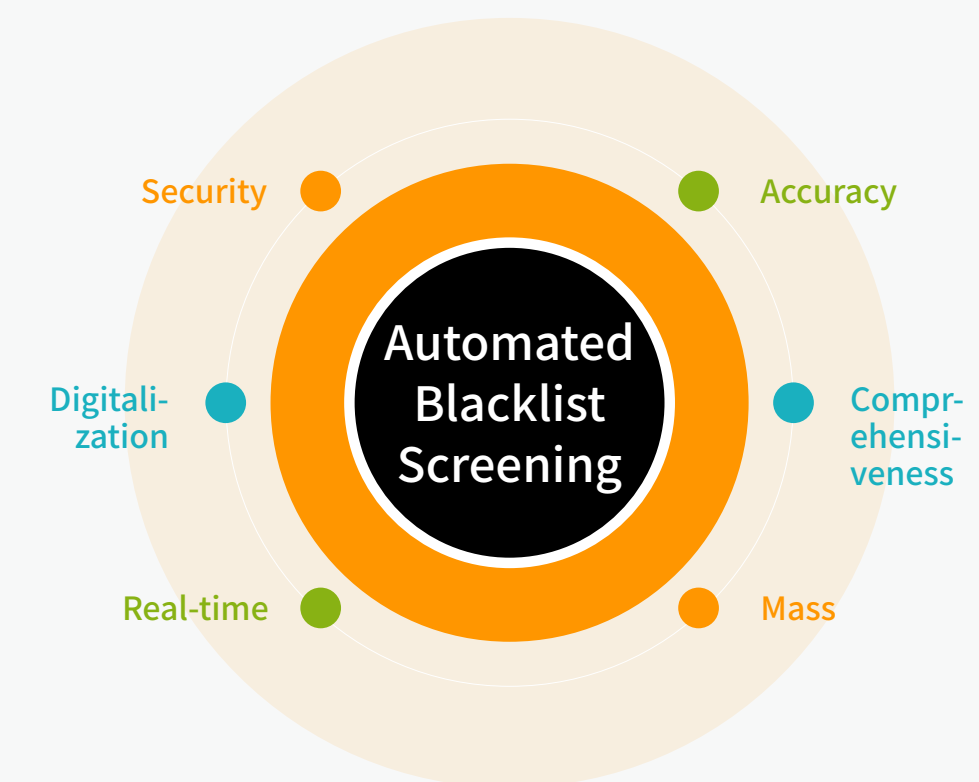 Security
Accuracy
Automated
Blacklist
Screening
Digitali-
zation
Compr-
ehensi-
veness
Real-time
Mass